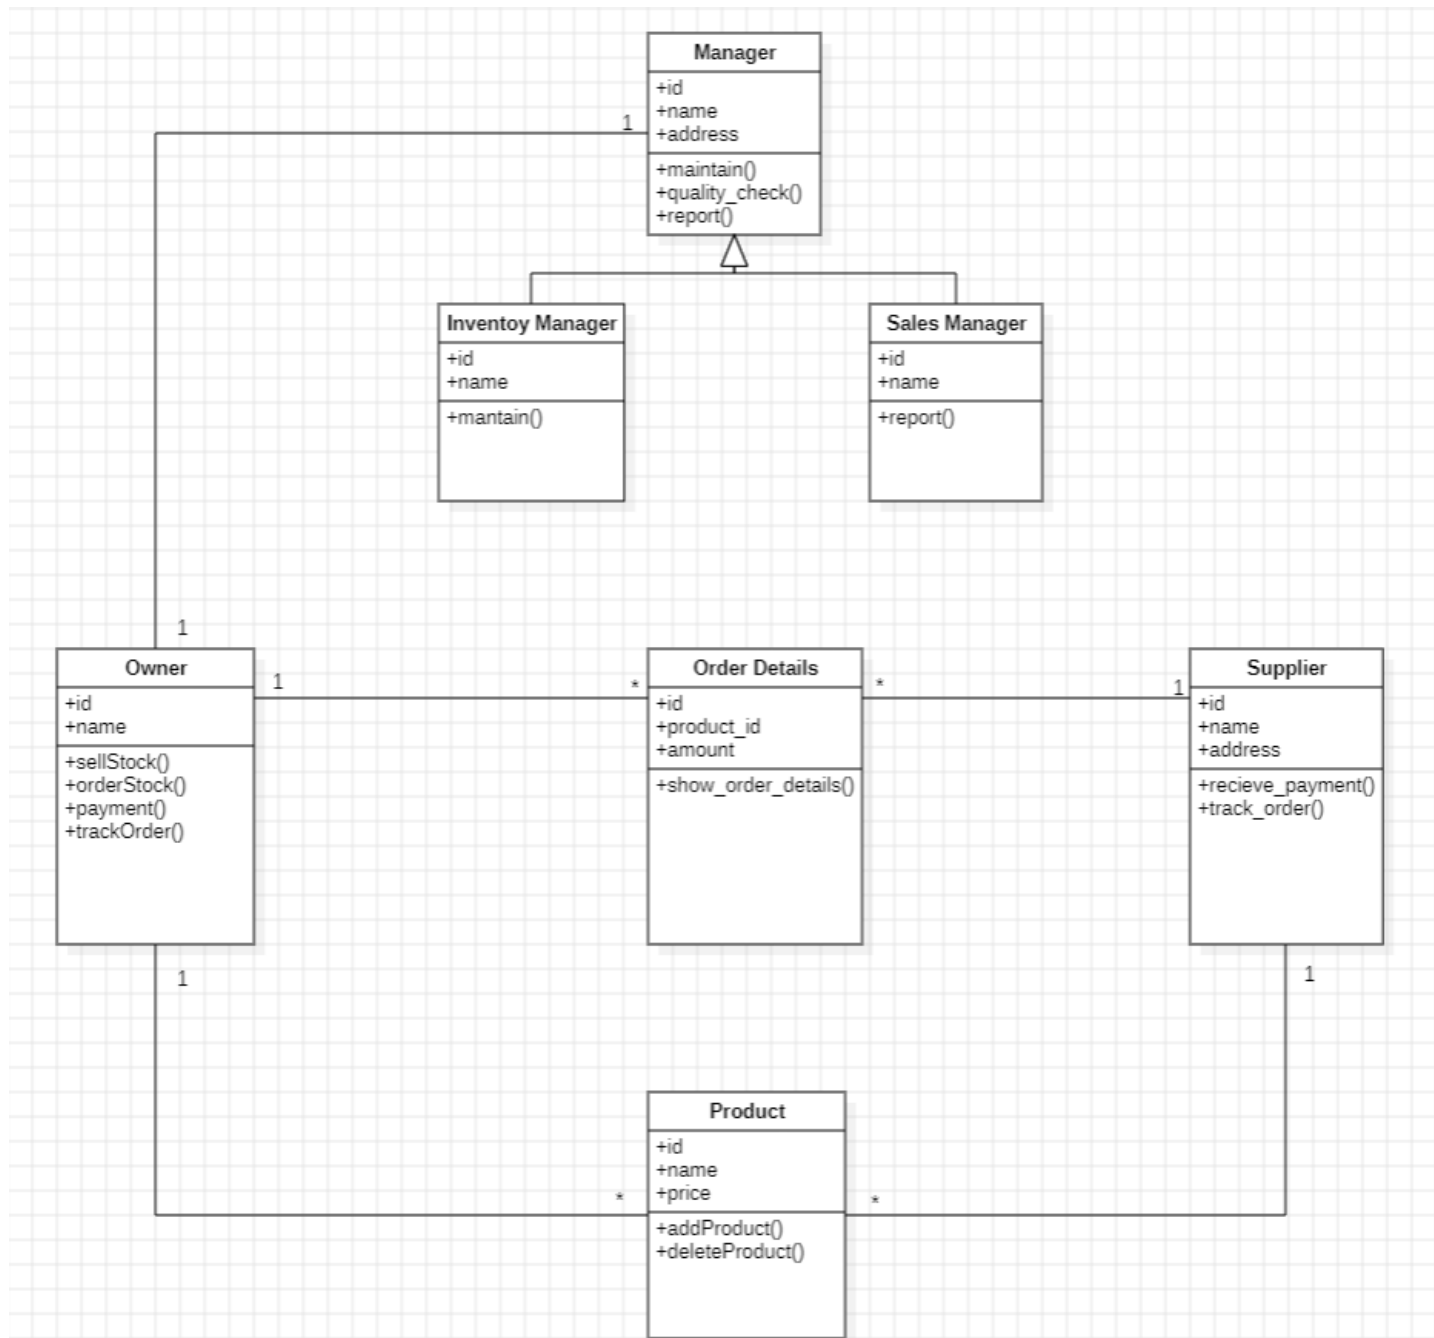 Manager
+id
+name
+address
+maintain()
+quality_check()
+report()
1
Inventoy Manager
+id
+name
+mantain()
Sales Manager
+id
+name
+report()
1
Owner
+id
+name
+sellStock()
+orderStock()
+payment()
+trackOrder()
1
*
Order Details
+id
+product_id
+amount
+show_order_details()
*
1
Supplier
+id
+name
+address
+recieve_payment()
+track_order()
1
1
Product
+id
+name
+price
+addProduct()
+deleteProduct()
*
*